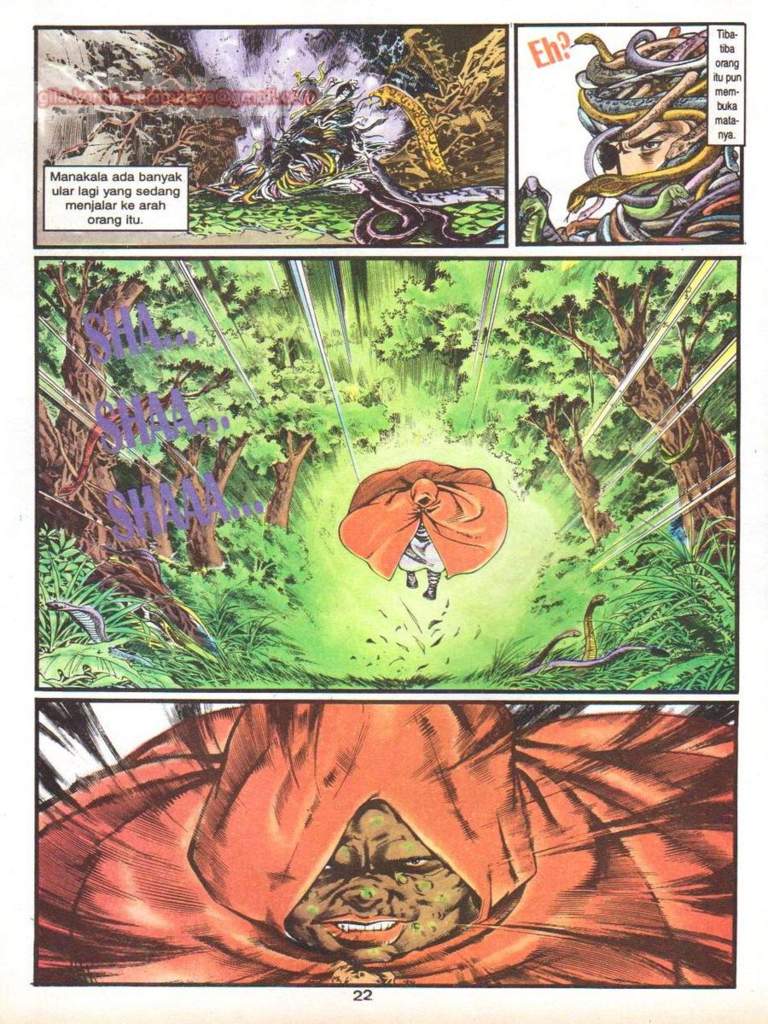 Manakala ada banyak
ular lagi yang sedang
menjalar ke arah
orang itu.
Eh?
Tiba-
tiba
orang
itu pun
mem-
buka
mata-
nya.
SHA...
SHAA...
SHAAA...
22